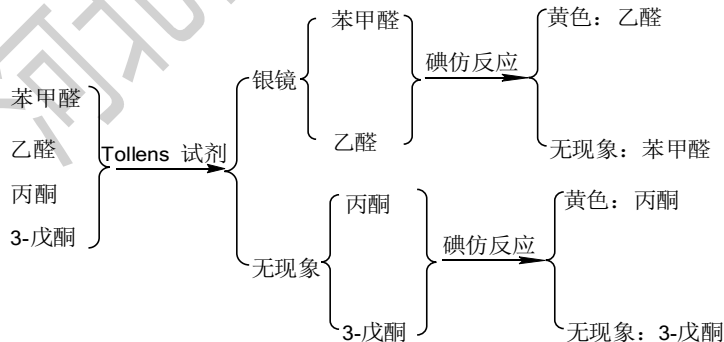 苯甲醛
乙醛
丙酮
3-戊酮
Tollens 试剂
银镜
苯甲醛
乙醛
碘仿反应
黄色：乙醛
无现象：苯甲醛
无现象
丙酮
3-戊酮
碘仿反应
黄色：丙酮
无现象：3-戊酮
河北